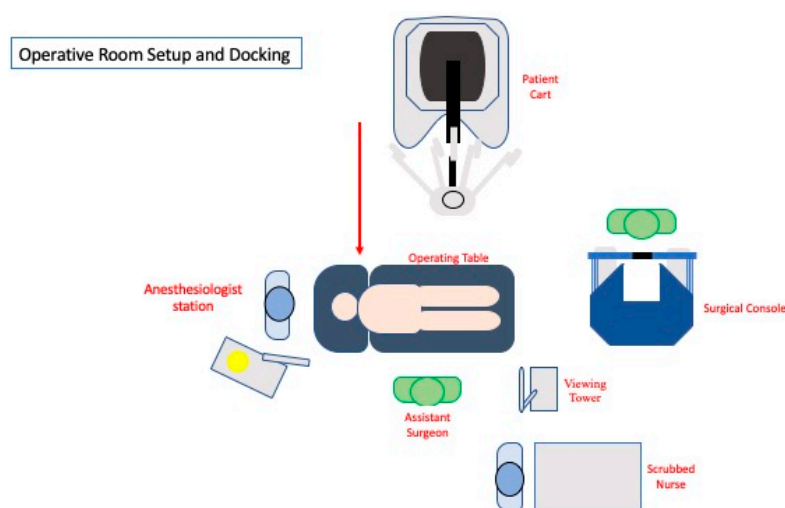 Operative Room Setup and Docking
Patient
Cart
Operating Table
Anesthesiologist
station
Surgical Console
Viewing
Tower
Assistant
Surgeon
Scrubbed
Nurse